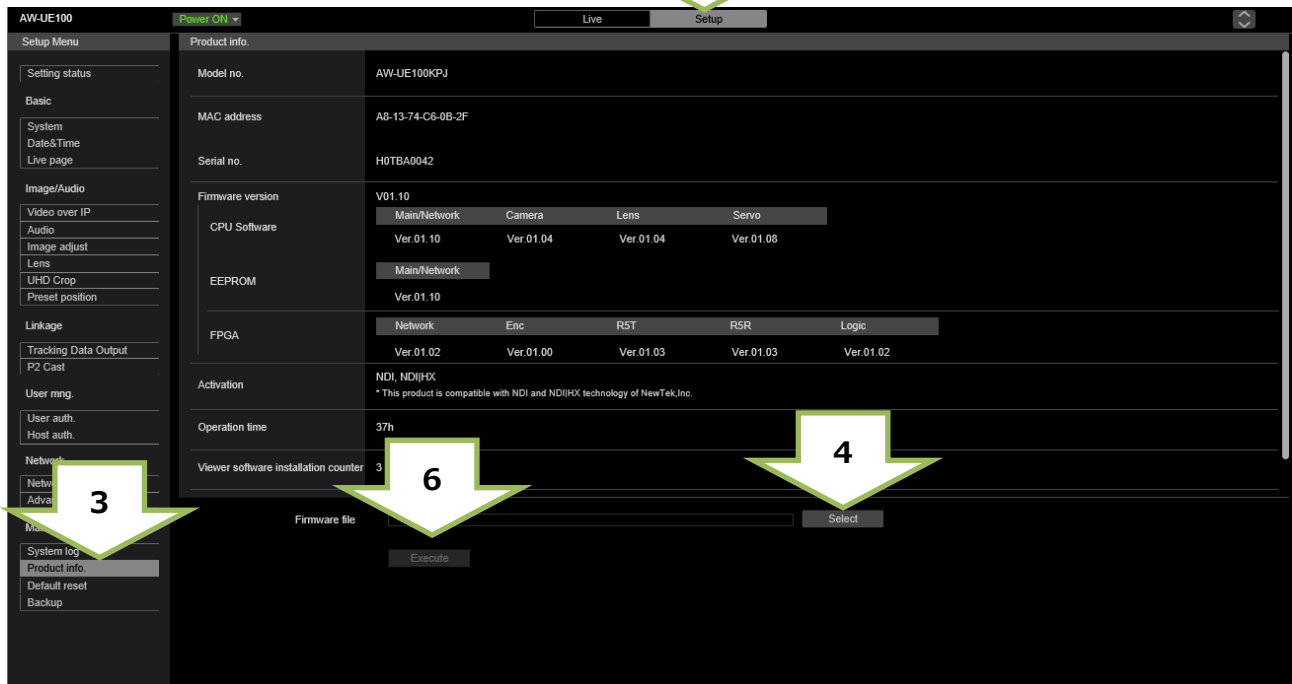 AW-UE100 Power ON Live Setup
Setup Menu
Setting status
Basic
System
Date&Time
Live page
Image/Audio
Video over IP
Audio
Image adjust
Lens
UHD Crop
Preset position
Linkage
Tracking Data Output
P2 Cast
User mng.
User auth.
Host auth.
3
System log
Product info.
Default reset
Backup
Product info.
Model no. AW-UE100KPJ
MAC address A8-13-74-C6-0B-2F
Serial no. H0TBA0042
Firmware version V01.10
CPU Software
Main/Network Camera Lens Servo
Ver.01.10 Ver.01.04 Ver.01.04 Ver.01.08
EEPROM
Main/Network
Ver.01.10
FPGA
Network Enc R5T R5R Logic
Ver.01.02 Ver.01.00 Ver.01.03 Ver.01.03 Ver.01.02
Activation
NDI, NDI|HX
* This product is compatible with NDI and NDI|HX technology of NewTek,Inc.
Operation time 37h
Viewer software installation counter 3
6
4
Firmware file Select
Execute